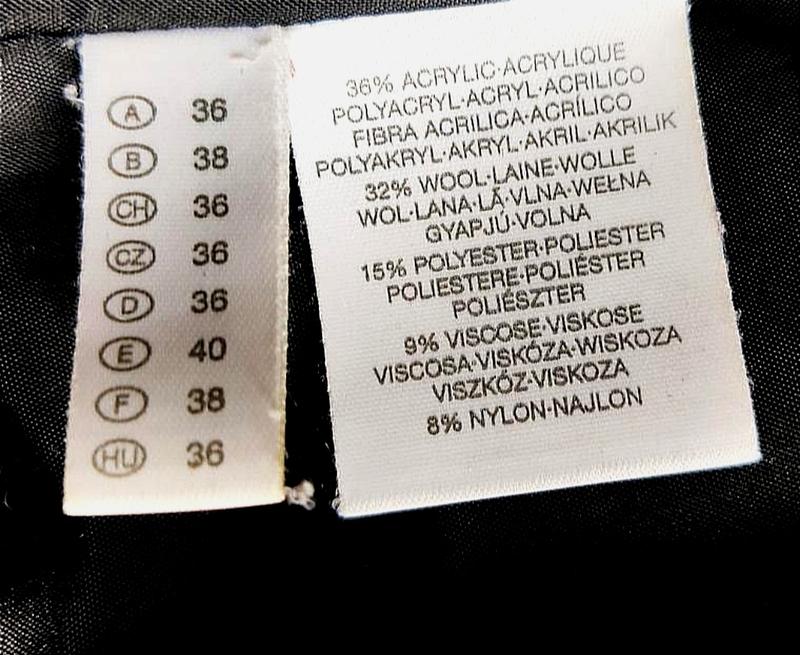 A 36
B 38
CH 36
CZ 36
D 36
E 40
F 38
HU 36
36% ACRYLIC·ACRYLIQUE
POLYACRYL·ACRYL·ACRILICO
FIBRA ACRILICA·ACRÍLICO
POLYAKRYL·AKRYL·AKRIL·AKRILIK
32% WOOL·LAINE·WOLLE
WOL·LANA·LÃ·VLNA·WEŁNA
GYAPJÚ·VOLNA
15% POLYESTER·POLIESTER
POLIESTERE·POLIÉSTER
POLIÉSZTER
9% VISCOSE·VISKOSE
VISCOSA·VISKÓZA·WISKOZA
VISZKÓZ·VISKOZA
8% NYLON·NAJLON